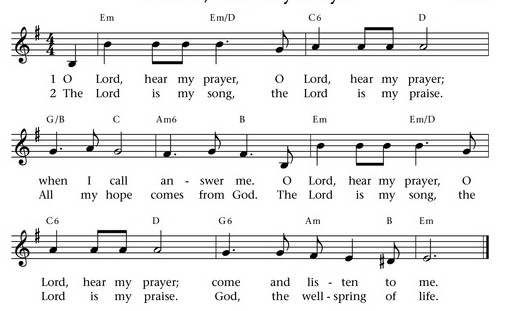 Em Em/D C6 D
1 O Lord, hear my prayer, O Lord, hear my prayer;
2 The Lord is my song, the Lord is my praise.
G/B C Am6 B Em Em/D
when I call an - swer me. O Lord, hear my prayer, O
All my hope comes from God. The Lord is my song, the
C6 D G6 Am B Em
Lord, hear my prayer; come and lis - ten to me.
Lord is my praise. God, the well - spring of life.